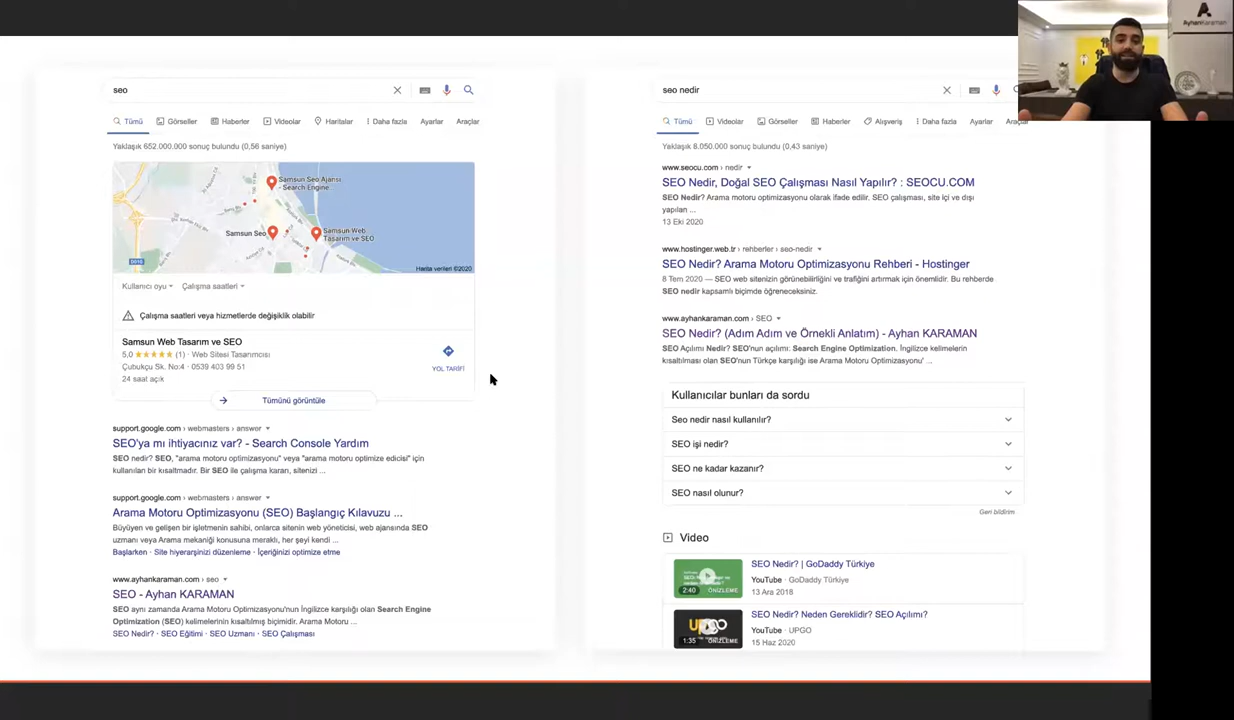 seo
Tümü Görseller Haberler Videolar Haritalar Daha fazla Ayarlar Araçlar
Yaklaşık 652.000.000 sonuç bulundu (0,56 saniye)
Samsun Seo Ajansı
- Search Engine...
Samsun Seo
Samsun Web
Tasarım ve SEO
D010
Harita verileri ©2020
Kullanıcı oyu Çalışma saatleri
Çalışma saatleri veya hizmetlerde değişiklik olabilir
Samsun Web Tasarım ve SEO
5,0 ★★★★★ (1) · Web Sitesi Tasarımcısı
Çubukçu Sk. No:4 · 0539 403 99 51
24 saat açık
YOL TARİFİ
Tümünü görüntüle
support.google.com › webmasters › answer
SEO'ya mı ihtiyacınız var? - Search Console Yardım
SEO nedir? SEO, "arama motoru optimizasyonu" veya "arama motoru optimize edicisi" için
kullanılan bir kısaltmadır. Bir SEO ile çalışma kararı, sitenizi ...
support.google.com › webmasters › answer
Arama Motoru Optimizasyonu (SEO) Başlangıç Kılavuzu ...
Büyüyen ve gelişen bir işletmenin sahibi, onlarca sitenin web yöneticisi, web ajansında SEO
uzmanı veya Arama mekaniği konusuna meraklı, her şeyi kendi ...
Başlarken · Site hiyerarşinizi düzenleme · İçeriğinizi optimize etme
www.ayhankaraman.com › seo
SEO - Ayhan KARAMAN
SEO aynı zamanda Arama Motoru Optimizasyonu'nun İngilizce karşılığı olan Search Engine
Optimization (SEO) kelimelerinin kısaltılmış biçimidir. Arama Motoru ...
SEO Nedir? · SEO Eğitimi · SEO Uzmanı · SEO Çalışması
seo nedir
Tümü Videolar Görseller Haberler Alışveriş Daha fazla Ayarlar
Yaklaşık 8.050.000 sonuç bulundu (0,43 saniye)
www.seocu.com › nedir
SEO Nedir, Doğal SEO Çalışması Nasıl Yapılır? : SEOCU.COM
SEO Nedir? Arama motoru optimizasyonu olarak ifade edilir. SEO çalışması, site içi ve dışı
yapılan ...
13 Eki 2020
www.hostinger.web.tr › rehberler › seo-nedir
SEO Nedir? Arama Motoru Optimizasyonu Rehberi - Hostinger
8 Tem 2020 — SEO web sitenizin görünebilirliğini ve trafiğini artırmak için önemlidir. Bu rehberde
SEO nedir kapsamlı biçimde öğreneceksiniz.
www.ayhankaraman.com › SEO
SEO Nedir? (Adım Adım ve Örnekli Anlatım) - Ayhan KARAMAN
SEO Açılımı Nedir? SEO'nun açılımı: Search Engine Optimization. İngilizce kelimelerin
kısaltılması olan SEO'nun Türkçe karşılığı ise Arama Motoru Optimizasyonu' ...
Kullanıcılar bunları da sordu
Seo nedir nasıl kullanılır?
SEO işi nedir?
SEO ne kadar kazanır?
SEO nasıl olunur?
Geri bildirim
Video
2:40 ÖNİZLEME
SEO Nedir? | GoDaddy Türkiye
YouTube · GoDaddy Türkiye
13 Ara 2018
UPGO
1:35 ÖNİZLEME
SEO Nedir? Neden Gereklidir? SEO Açılımı?
YouTube · UPGO
15 Haz 2020
AyhanKaraman